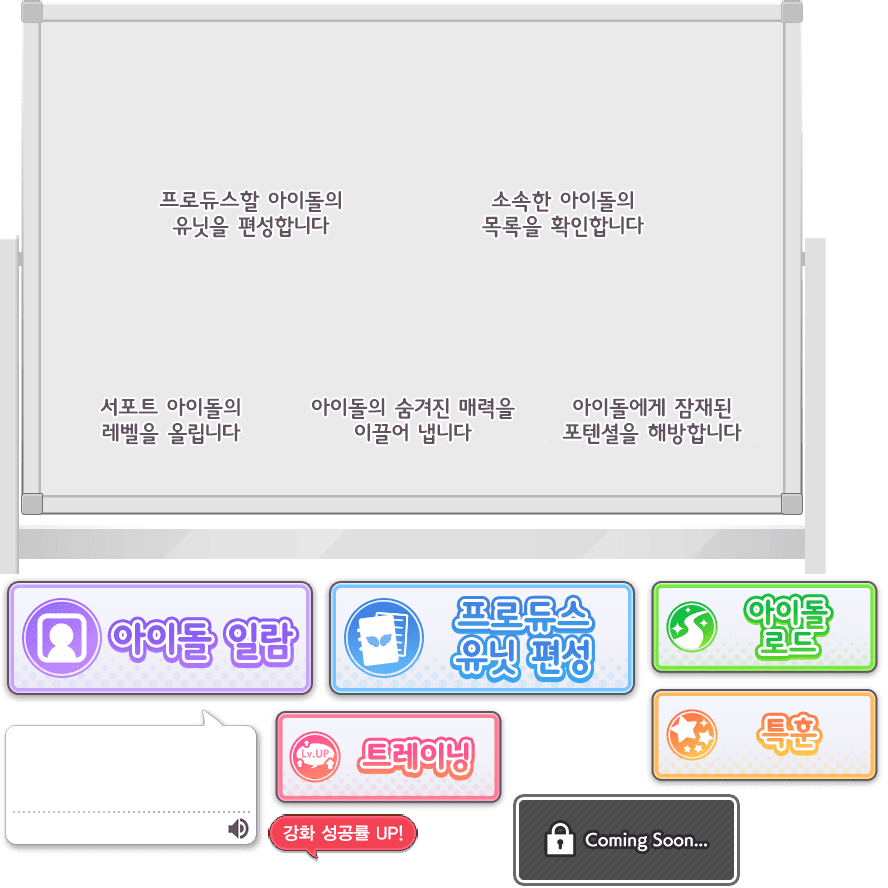 프로듀스할 아이돌의
유닛을 편성합니다
소속한 아이돌의
목록을 확인합니다
서포트 아이돌의
레벨을 올립니다
아이돌의 숨겨진 매력을
이끌어 냅니다
아이돌에게 잠재된
포텐셜을 해방합니다
아이돌 일람
프로듀스
유닛 편성
아이돌
로드
Lv.UP
트레이닝
특훈
강화 성공률 UP!
Coming Soon...